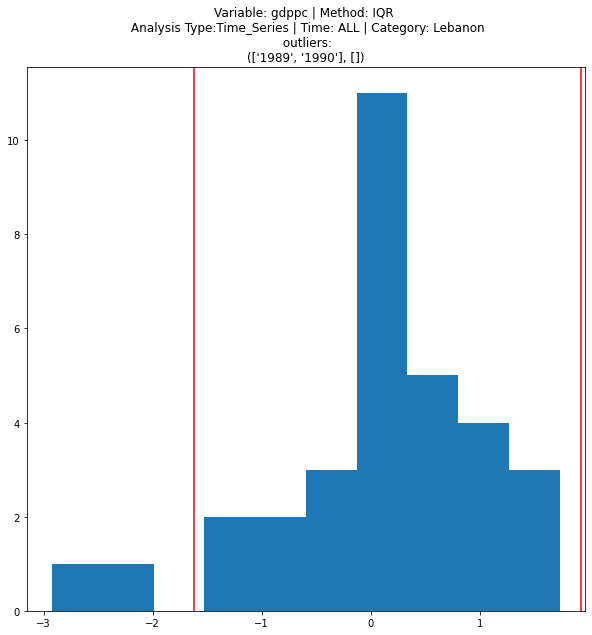 Variable: gdppc | Method: IQR
Analysis Type:Time_Series | Time: ALL | Category: Lebanon
outliers:
(['1989', '1990'], [])
10
8
6
4
2
0
−3
−2
−1
0
1